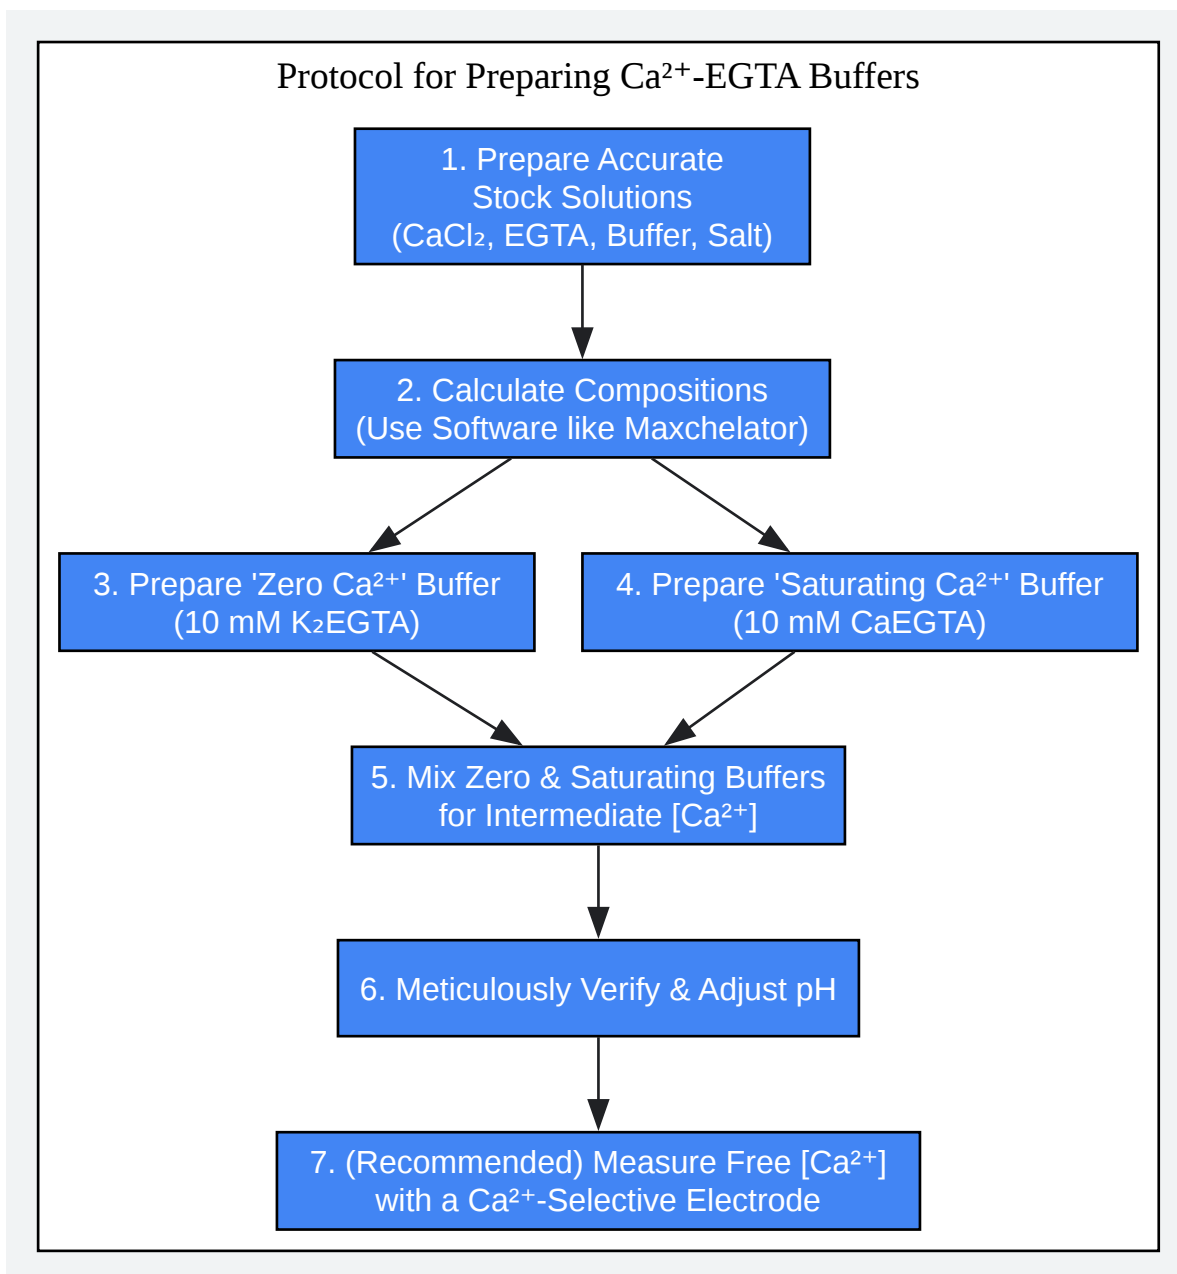 Protocol for Preparing Ca²⁺-EGTA Buffers
1. Prepare Accurate
Stock Solutions
(CaCl₂, EGTA, Buffer, Salt)
2. Calculate Compositions
(Use Software like Maxchelator)
3. Prepare 'Zero Ca²⁺' Buffer
(10 mM K₂EGTA)
4. Prepare 'Saturating Ca²⁺' Buffer
(10 mM CaEGTA)
5. Mix Zero & Saturating Buffers
for Intermediate [Ca²⁺]
6. Meticulously Verify & Adjust pH
7. (Recommended) Measure Free [Ca²⁺]
with a Ca²⁺-Selective Electrode